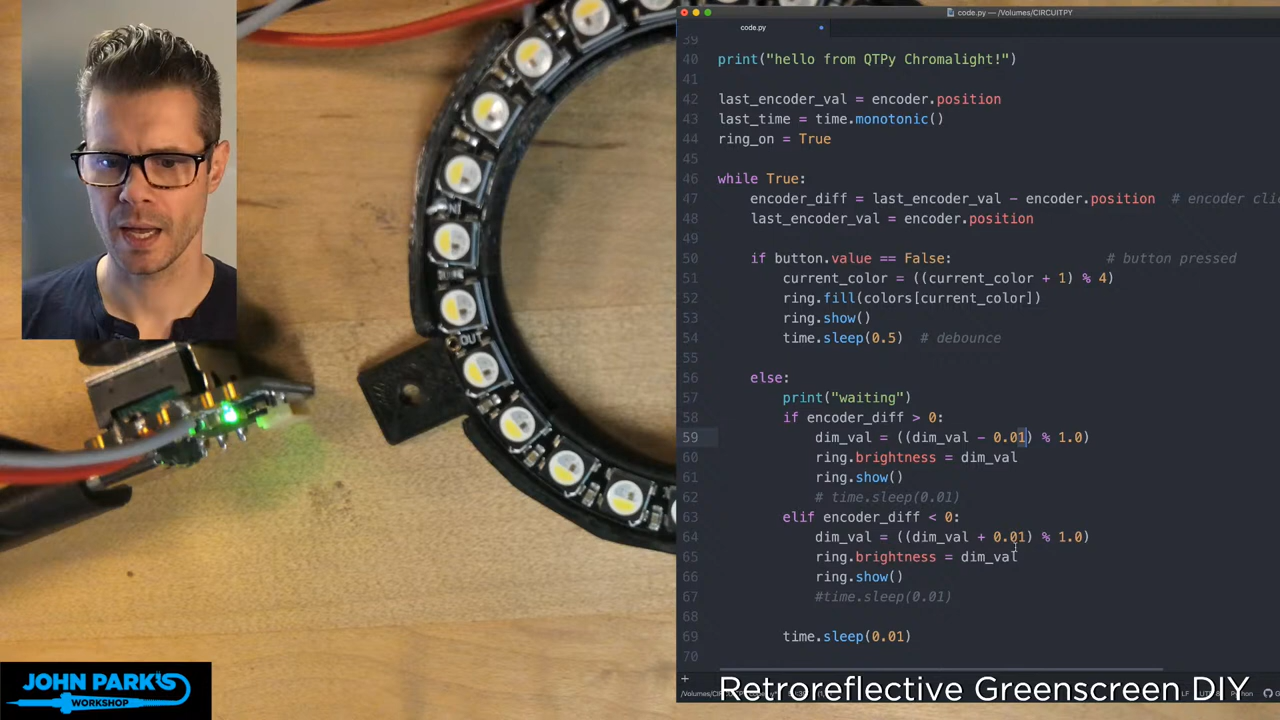 code.py — /Volumes/CIRCUITPY
code.py
39
40 print("hello from QTPy Chromalight!")
41
42 last_encoder_val = encoder.position
43 last_time = time.monotonic()
44 ring_on = True
45
46 while True:
47 encoder_diff = last_encoder_val - encoder.position # encoder cli
48 last_encoder_val = encoder.position
49
50 if button.value == False: # button pressed
51 current_color = ((current_color + 1) % 4)
52 ring.fill(colors[current_color])
53 ring.show()
54 time.sleep(0.5) # debounce
55
56 else:
57 print("waiting")
58 if encoder_diff > 0:
59 dim_val = ((dim_val - 0.01) % 1.0)
60 ring.brightness = dim_val
61 ring.show()
62 # time.sleep(0.01)
63 elif encoder_diff < 0:
64 dim_val = ((dim_val + 0.01) % 1.0)
65 ring.brightness = dim_val
66 ring.show()
67 #time.sleep(0.01)
68
69 time.sleep(0.01)
70
OUT
JOHN PARK'S
WORKSHOP
Retroreflective Greenscreen DIY